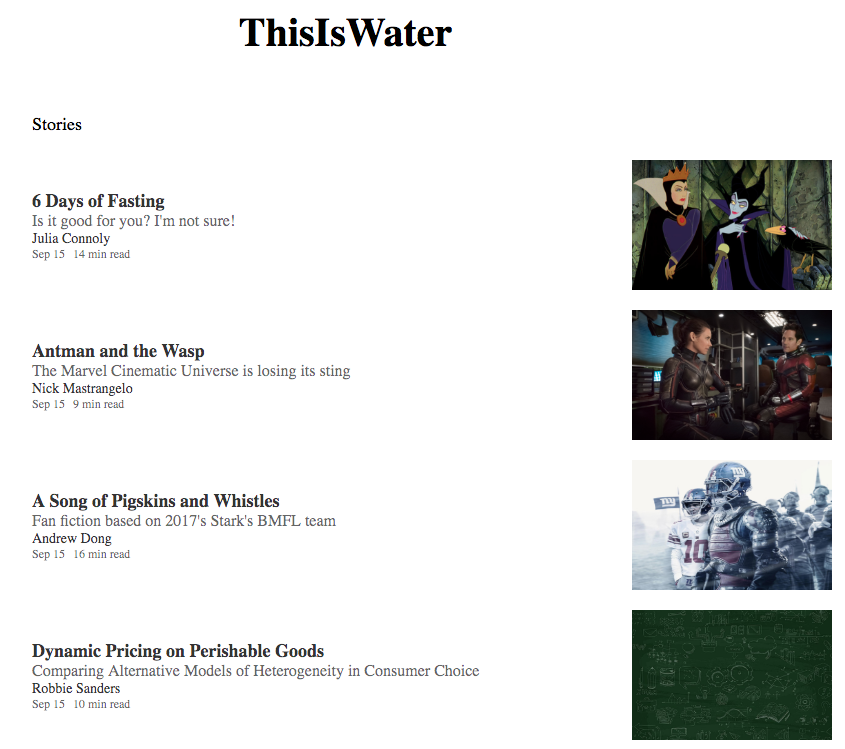 ThisIsWater
Stories
6 Days of Fasting
Is it good for you? I'm not sure!
Julia Connoly
Sep 15 14 min read
Antman and the Wasp
The Marvel Cinematic Universe is losing its sting
Nick Mastrangelo
Sep 15 9 min read
A Song of Pigskins and Whistles
Fan fiction based on 2017's Stark's BMFL team
Andrew Dong
Sep 15 16 min read
ny
ny
10
Dynamic Pricing on Perishable Goods
Comparing Alternative Models of Heterogeneity in Consumer Choice
Robbie Sanders
Sep 15 10 min read